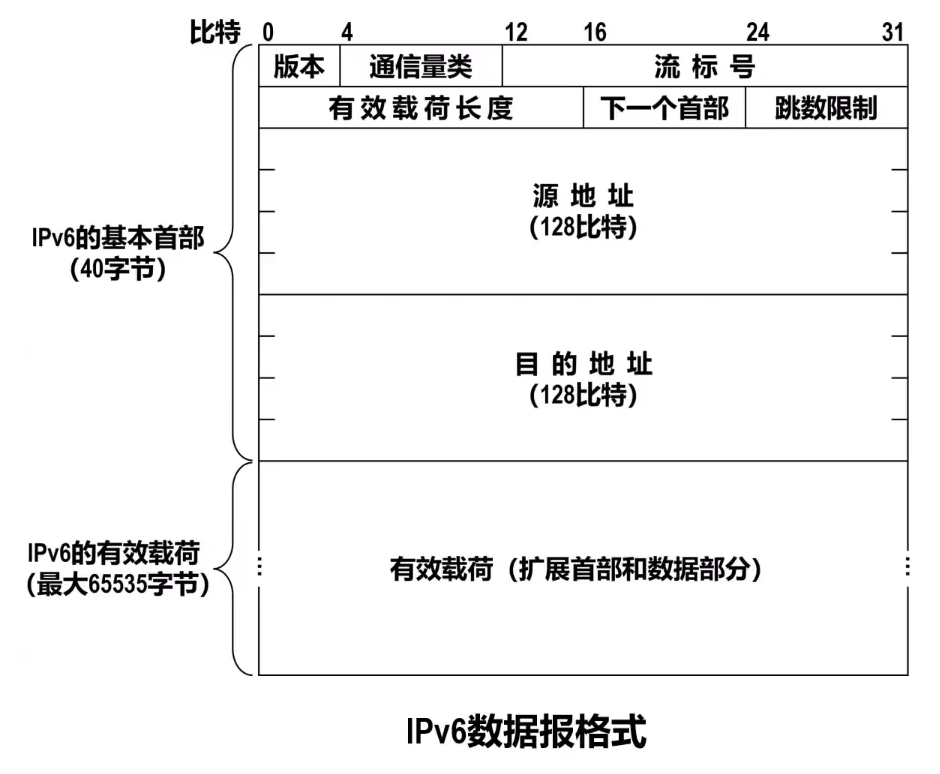 比特 0 4 12 16 24 31
版本 通信量类 流标号
有效载荷长度 下一个首部 跳数限制
源地址
(128比特)
IPv6的基本首部
(40字节)
目的地址
(128比特)
IPv6的有效载荷
(最大65535字节)
有效载荷（扩展首部和数据部分）
IPv6数据报格式